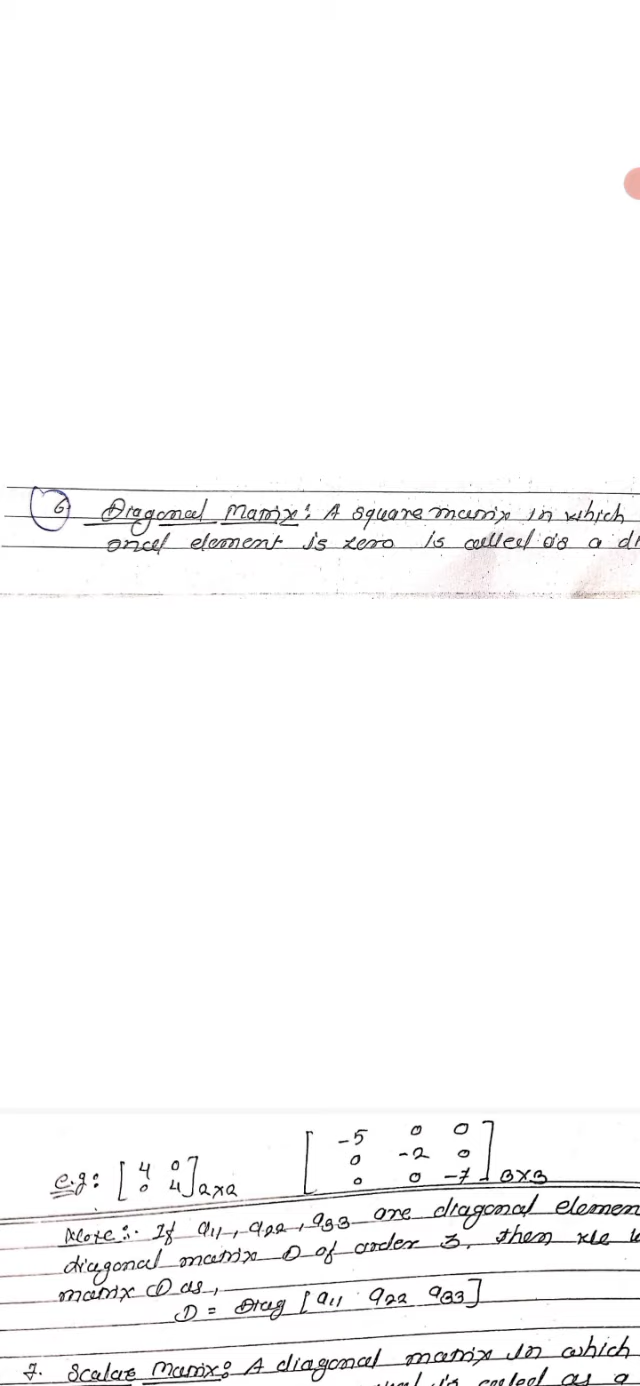 6) Diagonal Matrix : A square matrix in which
onal element is zero is called as a di
e.g : [ 4 0 0 4 ] 2x2 [ -5 0 0 0 -2 0 0 0 -7 ] 3x3
Note :- If a11, a22, a33 are diagonal elemen
diagonal matrix D of order 3, then we w
matrix D as,
D = Diag [a11 a22 a33]
7. Scalar Matrix : A diagonal matrix in which
is called as a